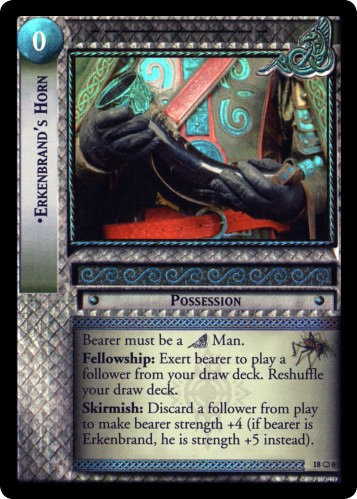 0
•Erkenbrand's Horn
Possession
Bearer must be a Man.
Fellowship: Exert bearer to play a
follower from your draw deck. Reshuffle
your draw deck.
Skirmish: Discard a follower from play
to make bearer strength +4 (if bearer is
Erkenbrand, he is strength +5 instead).
18 O 6